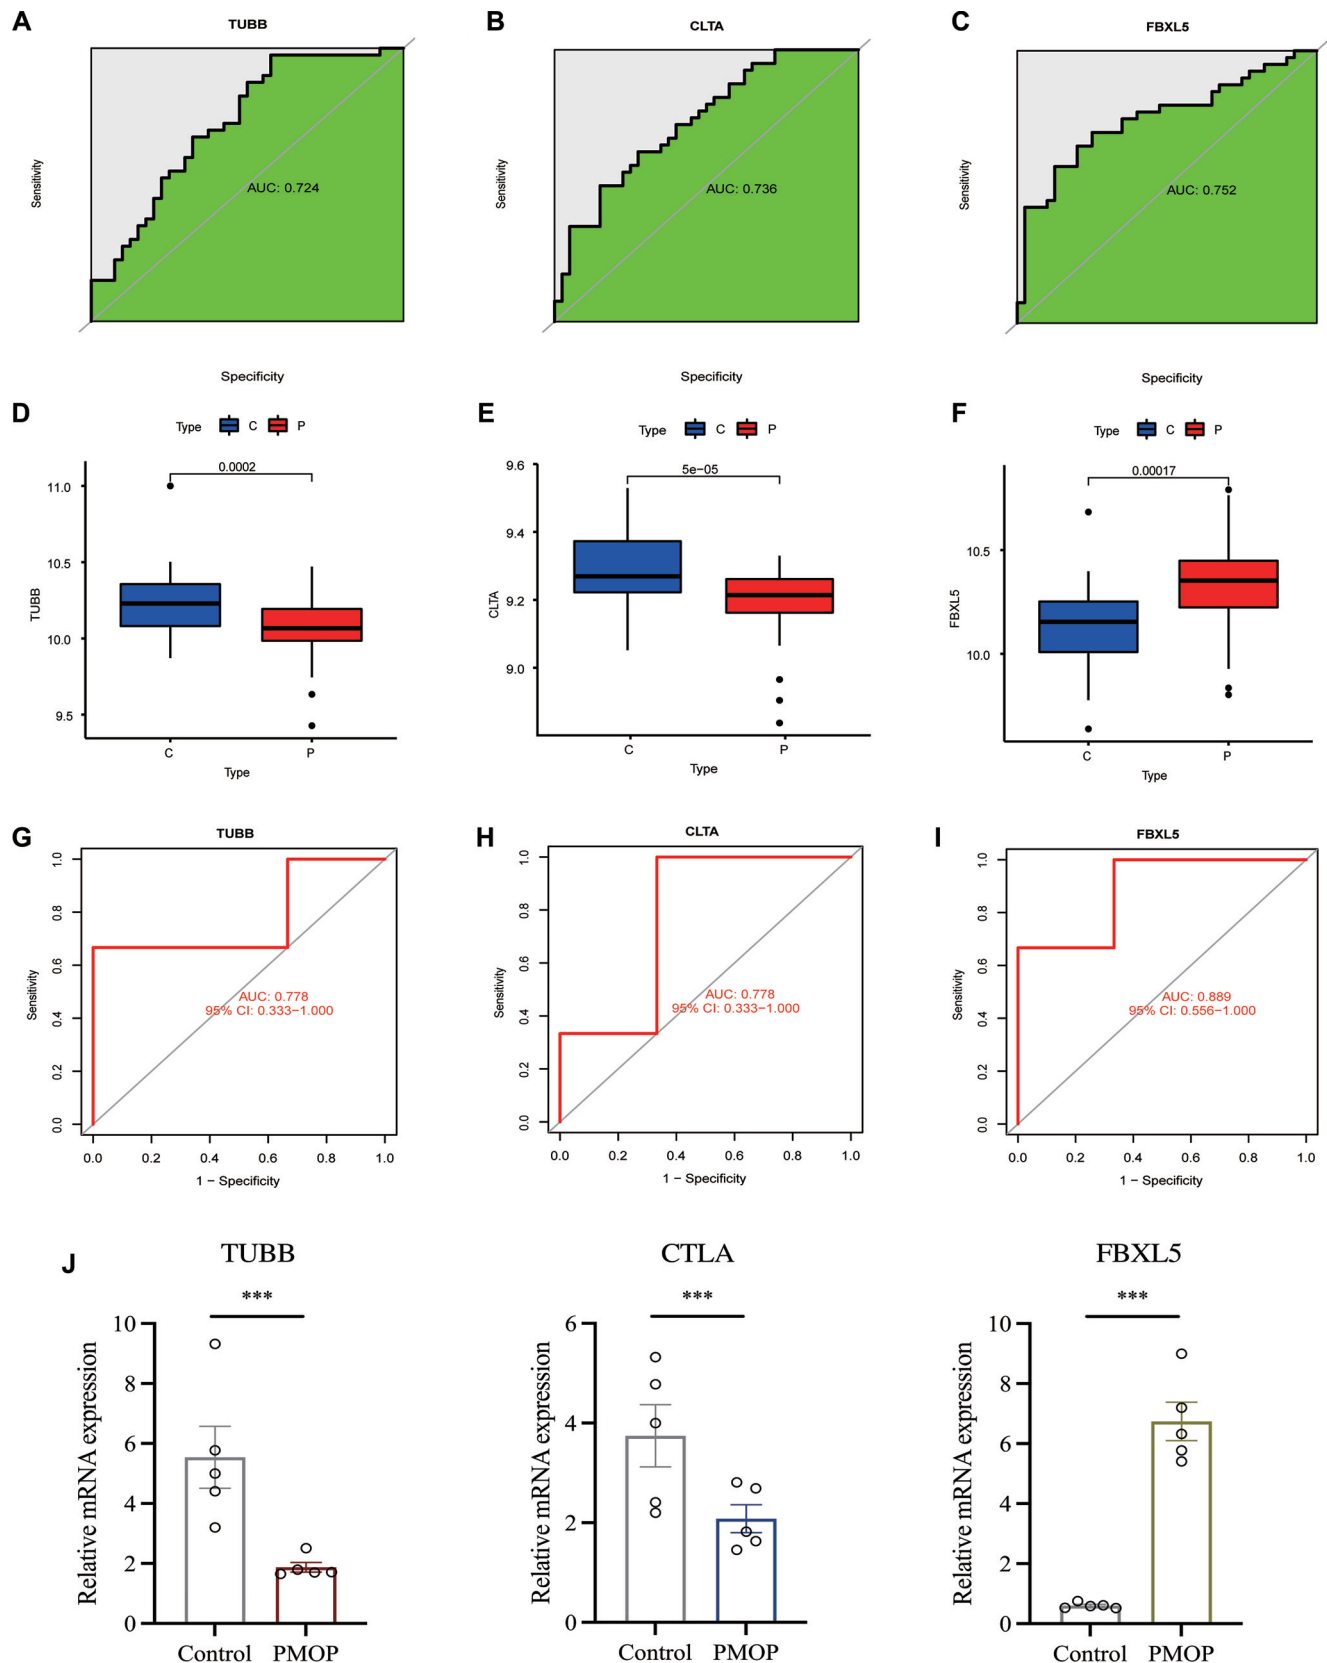 A
TUBB
Sensitivity
AUC: 0.724
Specificity
B
CLTA
Sensitivity
AUC: 0.736
Specificity
C
FBXL5
Sensitivity
AUC: 0.752
Specificity
D
Type C P
0.0002
TUBB
11.0
10.5
10.0
9.5
C P
Type
E
Type C P
5e−05
CLTA
9.6
9.4
9.2
9.0
C P
Type
F
Type C P
0.00017
FBXL5
10.5
10.0
C P
Type
G
TUBB
Sensitivity
1.0
0.8
0.6
0.4
0.2
0.0
AUC: 0.778
95% CI: 0.333−1.000
0.0 0.2 0.4 0.6 0.8 1.0
1 − Specificity
H
CLTA
Sensitivity
1.0
0.8
0.6
0.4
0.2
0.0
AUC: 0.778
95% CI: 0.333−1.000
0.0 0.2 0.4 0.6 0.8 1.0
1 − Specificity
I
FBXL5
Sensitivity
1.0
0.8
0.6
0.4
0.2
0.0
AUC: 0.889
95% CI: 0.556−1.000
0.0 0.2 0.4 0.6 0.8 1.0
1 − Specificity
J
TUBB
***
Relative mRNA expression
10
8
6
4
2
0
Control PMOP
CTLA
***
Relative mRNA expression
6
4
2
0
Control PMOP
FBXL5
***
Relative mRNA expression
10
8
6
4
2
0
Control PMOP